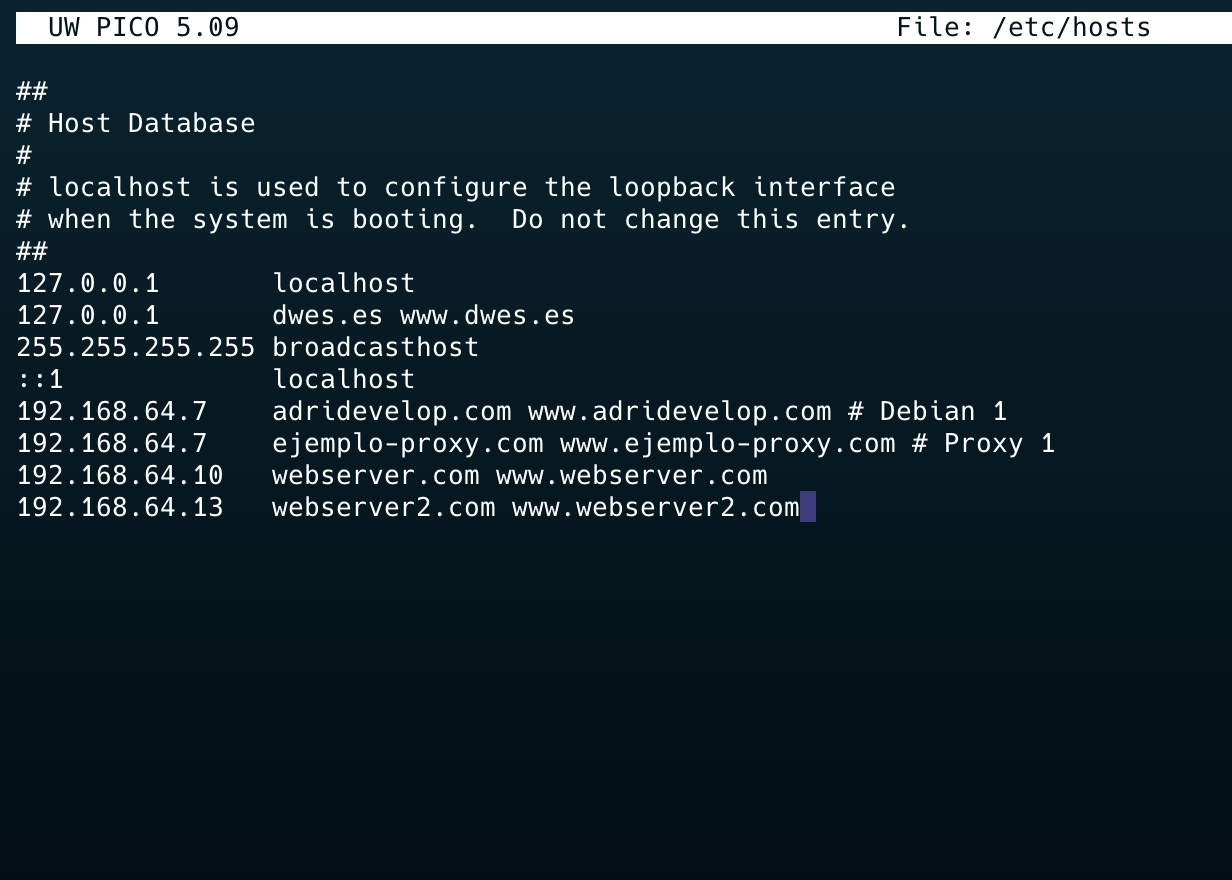 UW PICO 5.09 File: /etc/hosts
##
# Host Database
#
# localhost is used to configure the loopback interface
# when the system is booting.  Do not change this entry.
##
127.0.0.1       localhost
127.0.0.1       dwes.es www.dwes.es
255.255.255.255 broadcasthost
::1             localhost
192.168.64.7    adridevelop.com www.adridevelop.com # Debian 1
192.168.64.7    ejemplo-proxy.com www.ejemplo-proxy.com # Proxy 1
192.168.64.10   webserver.com www.webserver.com
192.168.64.13   webserver2.com www.webserver2.com